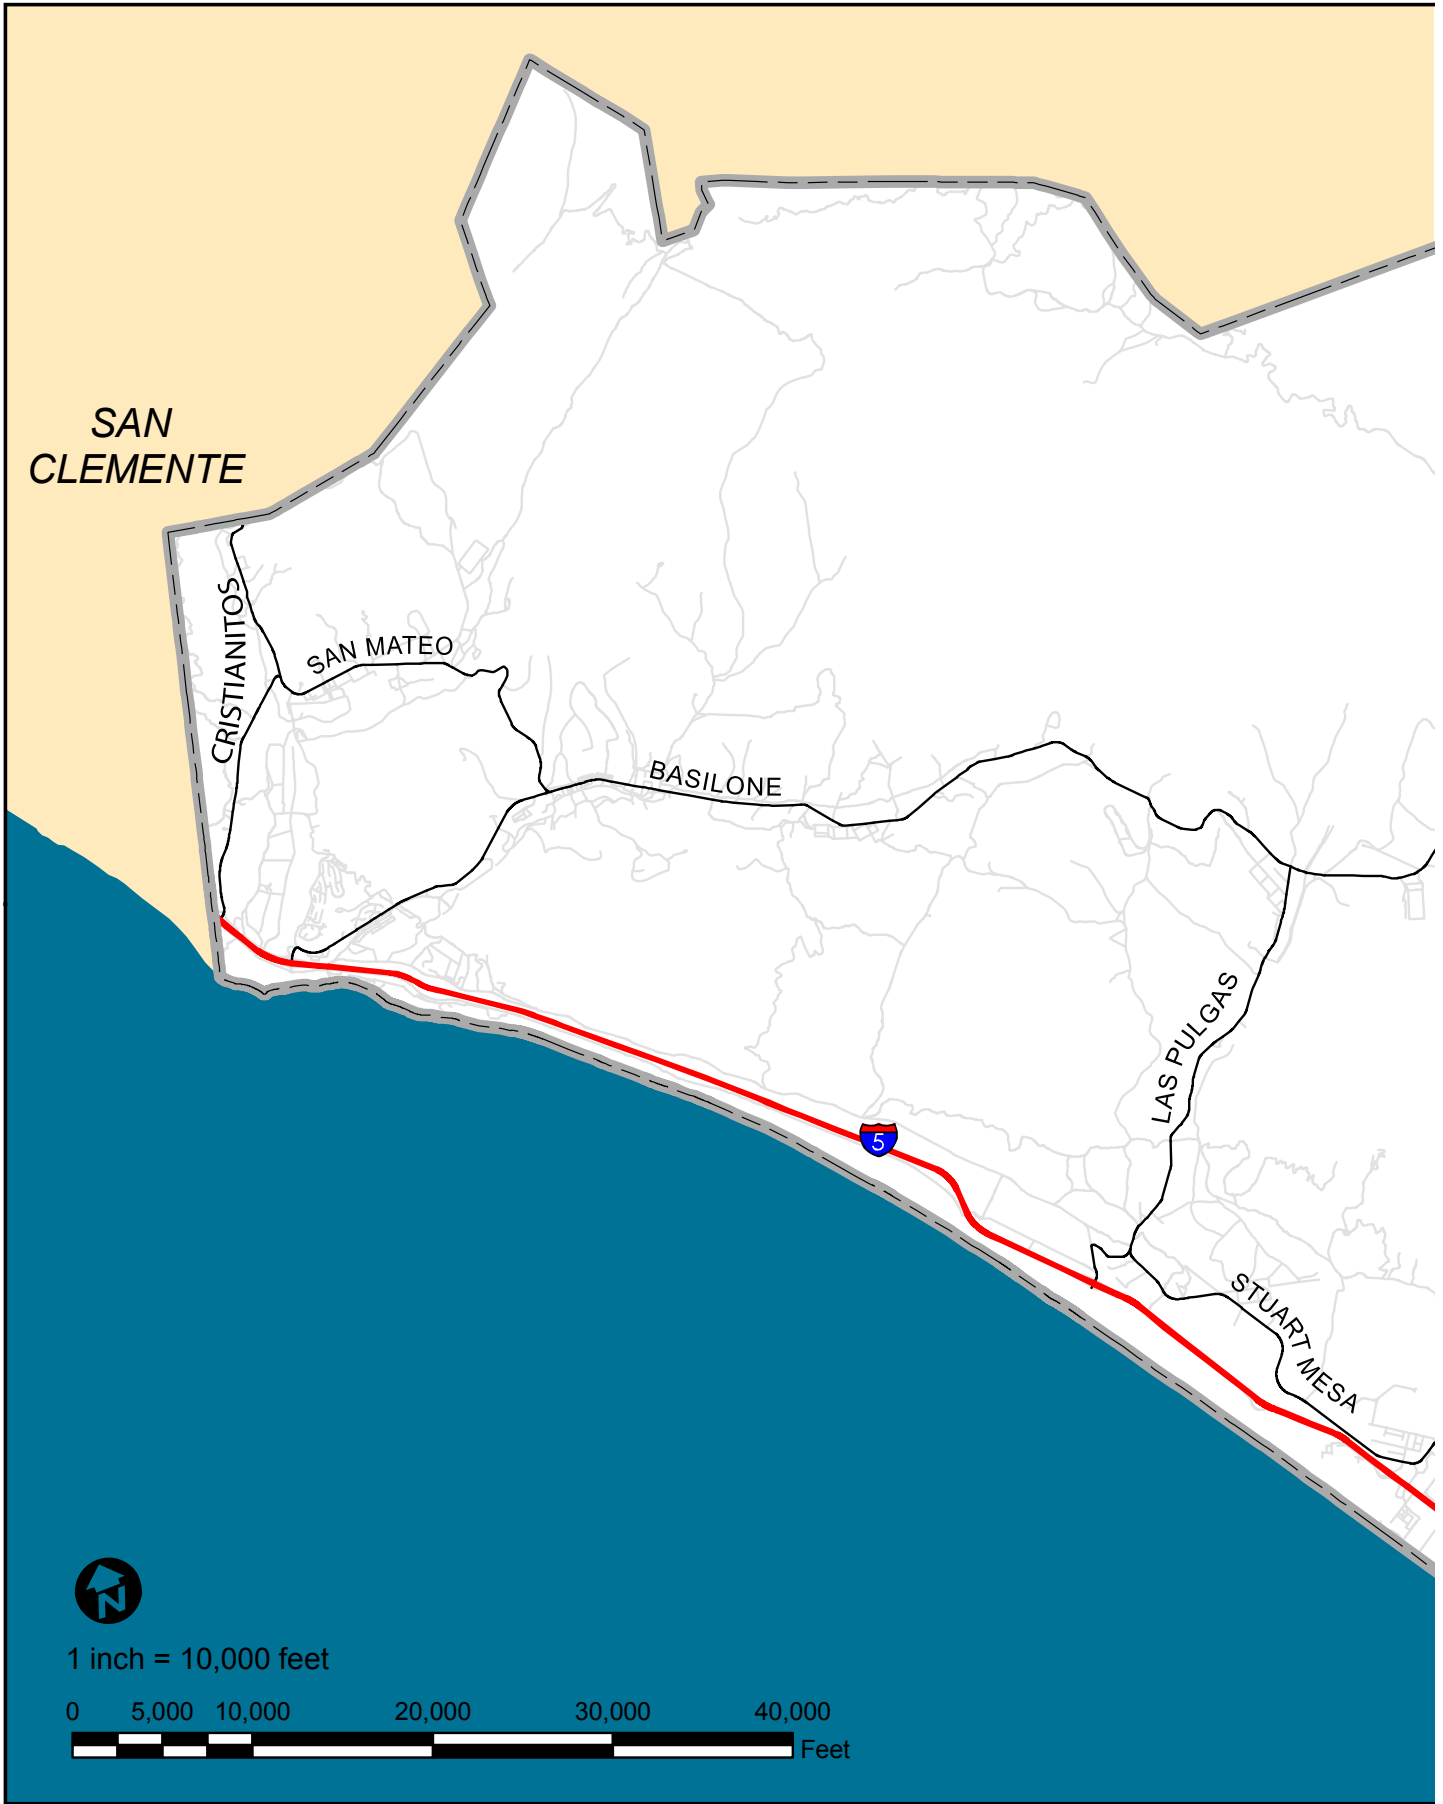 SAN
CLEMENTE
CRISTIANITOS
SAN MATEO
BASILONE
LAS PULGAS
5
STUART MESA
N
1 inch = 10,000 feet
0 5,000 10,000 20,000 30,000 40,000
Feet